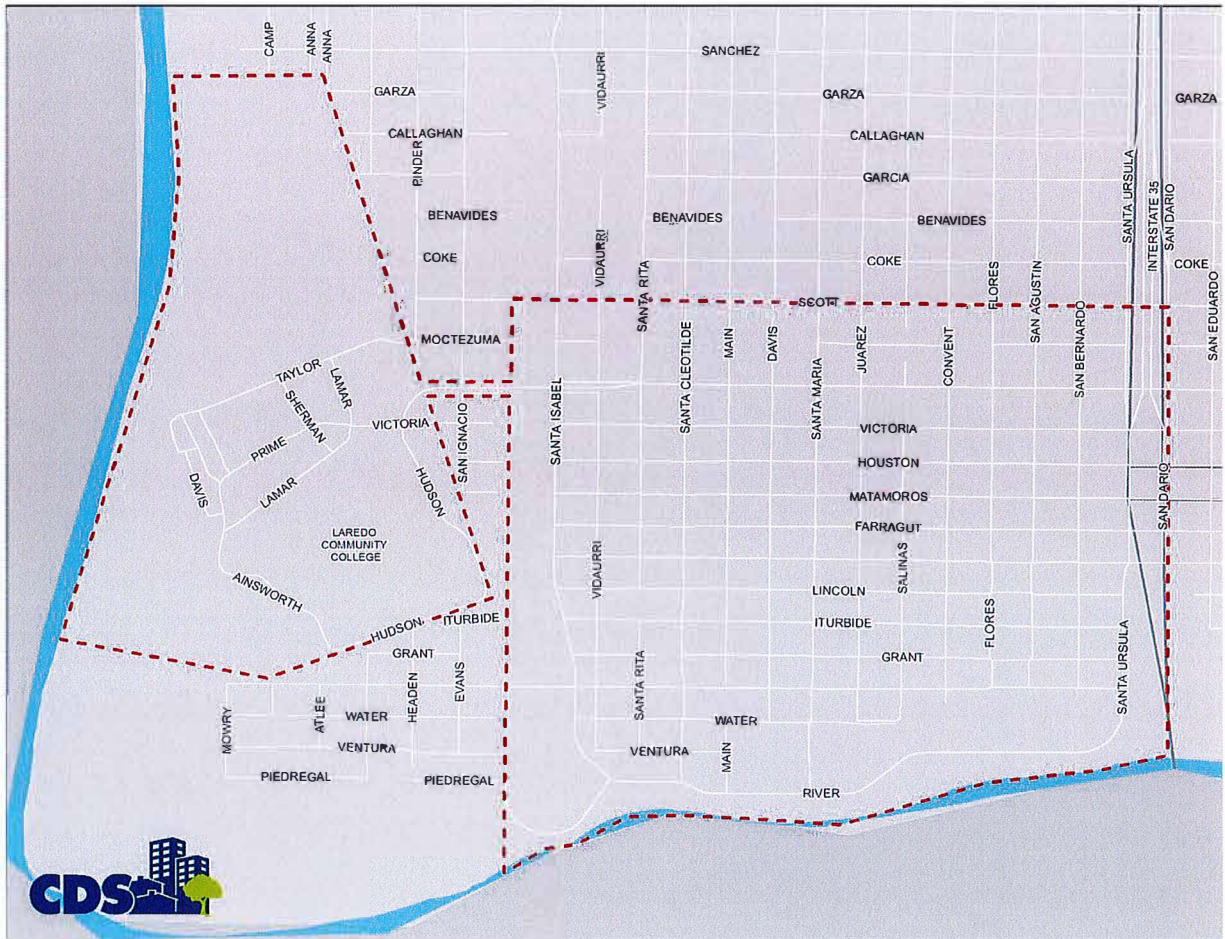 CAMP
ANNA
ANNA
SANCHEZ
VIDAURRI
GARZA
GARZA
GARZA
CALLAGHAN
CALLAGHAN
PINDER
GARCIA
SANTA URSULA
INTERSTATE 35
SAN DARIO
BENAVIDES
BENAVIDES
BENAVIDES
COKE
VIDAURRI
SANTA RITA
COKE
FLORES
SAN AGUSTIN
COKE
SAN EDUARDO
SCOTT
MOCTEZUMA
SANTA CLEOTILDE
MAIN
DAVIS
SANTA MARIA
JUAREZ
CONVENT
SAN BERNARDO
TAYLOR
LAMAR
SHERMAN
VICTORIA
SAN IGNACIO
SANTA ISABEL
VICTORIA
PRIME
HOUSTON
DAVIS
LAMAR
HUDSON
MATAMOROS
SAN DARIO
FARRAGUT
LAREDO
COMMUNITY
COLLEGE
VIDAURRI
SALINAS
AINSWORTH
LINCOLN
HUDSON
ITURBIDE
ITURBIDE
FLORES
GRANT
GRANT
SANTA URSULA
MOWRY
ATLEE
HEADEN
EVANS
SANTA RITA
WATER
WATER
VENTURA
VENTURA
MAIN
PIEDREGAL
PIEDREGAL
RIVER
CDS